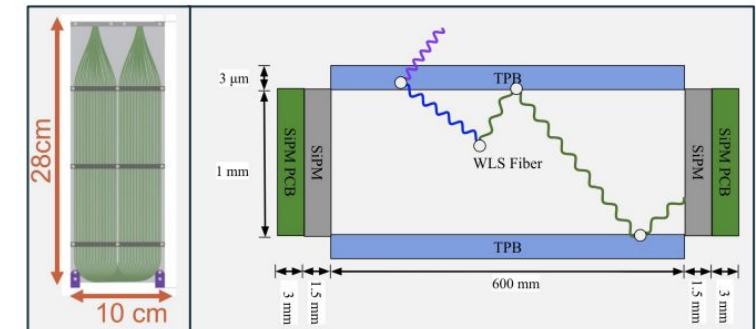 28cm
10 cm
3 μm
1 mm
SiPM PCB
SiPM
TPB
WLS Fiber
TPB
SiPM
SiPM PCB
3 mm
1.5 mm
600 mm
1.5 mm
3 mm